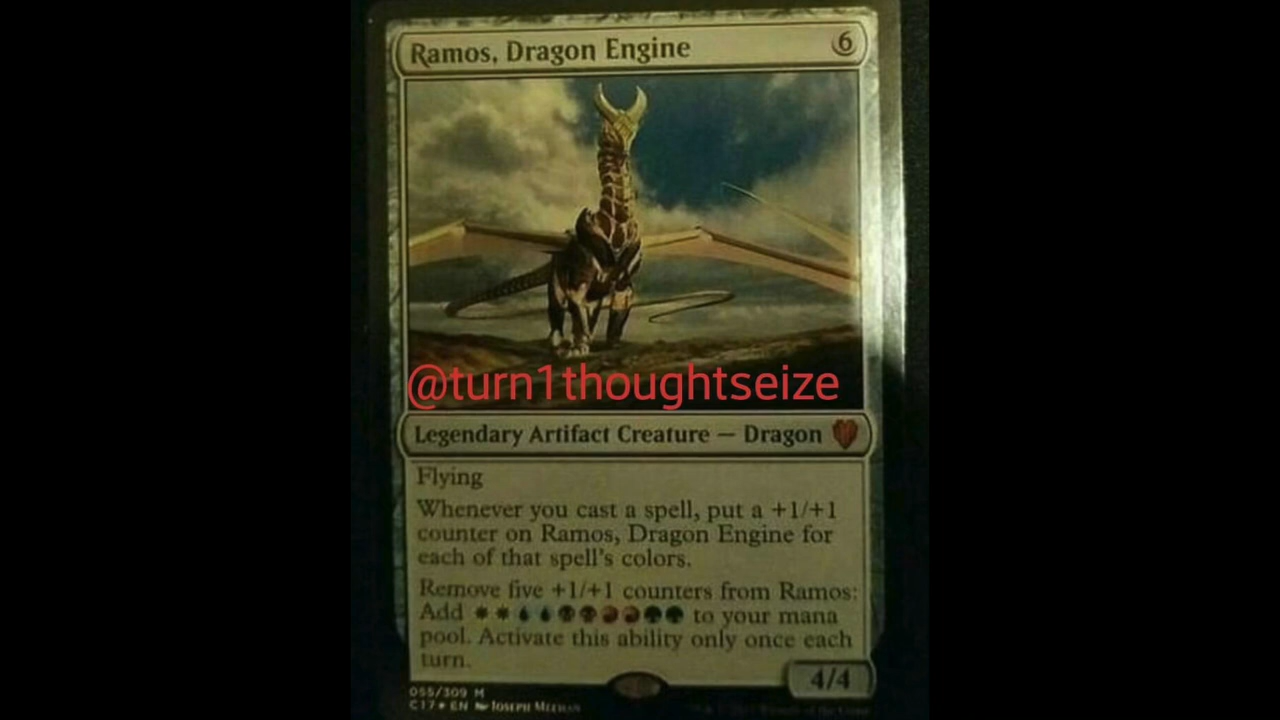 Ramos, Dragon Engine 6
@turn1thoughtseize
Legendary Artifact Creature — Dragon
Flying
Whenever you cast a spell, put a +1/+1
counter on Ramos, Dragon Engine for
each of that spell's colors.
Remove five +1/+1 counters from Ramos:
Add to your mana
pool. Activate this ability only once each
turn.
4/4
055/309 M
C17★EN Joseph Meehan